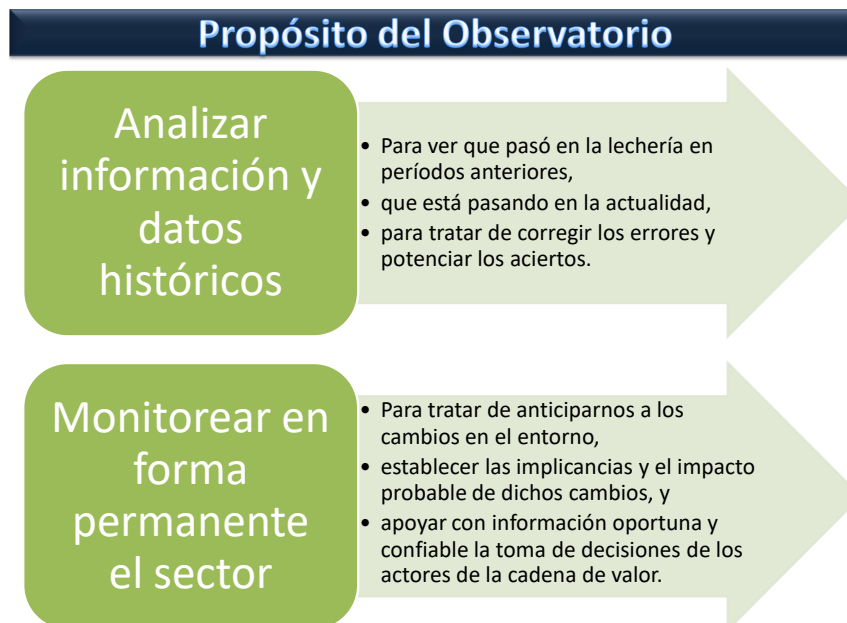 Propósito del Observatorio
Analizar
información y
datos
históricos
• Para ver que pasó en la lechería en
períodos anteriores,
• que está pasando en la actualidad,
• para tratar de corregir los errores y
potenciar los aciertos.
Monitorear en
forma
permanente
el sector
• Para tratar de anticiparnos a los
cambios en el entorno,
• establecer las implicancias y el impacto
probable de dichos cambios, y
• apoyar con información oportuna y
confiable la toma de decisiones de los
actores de la cadena de valor.